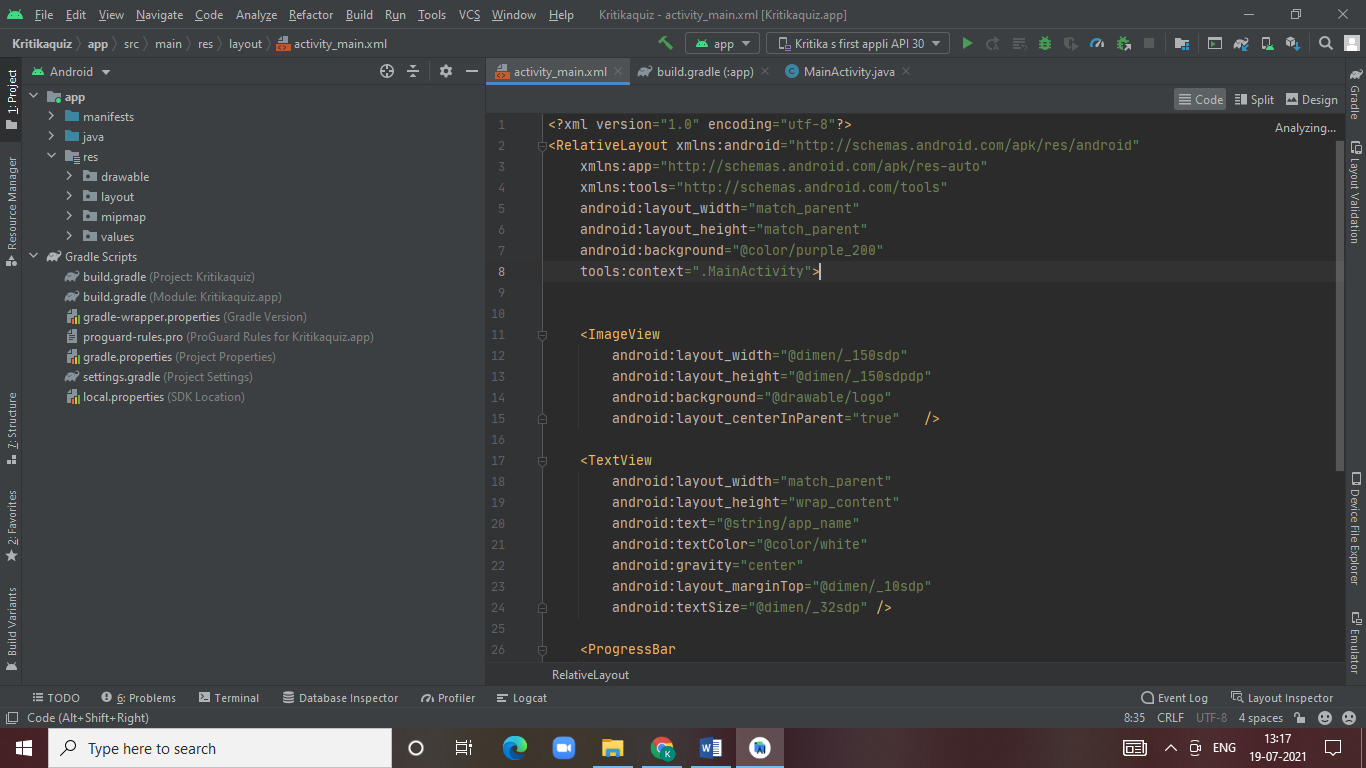 File Edit View Navigate Code Analyze Refactor Build Run Tools VCS Window Help Kritikaquiz - activity_main.xml [Kritikaquiz.app]
Kritikaquiz app src main res layout activity_main.xml app Kritika s first appli API 30
1: Project
Resource Manager
7: Structure
2: Favorites
Build Variants
Android
app
manifests
java
res
drawable
layout
mipmap
values
Gradle Scripts
build.gradle (Project: Kritikaquiz)
build.gradle (Module: Kritikaquiz.app)
gradle-wrapper.properties (Gradle Version)
proguard-rules.pro (ProGuard Rules for Kritikaquiz.app)
gradle.properties (Project Properties)
settings.gradle (Project Settings)
local.properties (SDK Location)
activity_main.xml build.gradle (:app) MainActivity.java
Code Split Design
Analyzing...
1 <?xml version="1.0" encoding="utf-8"?>
2 <RelativeLayout xmlns:android="http://schemas.android.com/apk/res/android"
3 xmlns:app="http://schemas.android.com/apk/res-auto"
4 xmlns:tools="http://schemas.android.com/tools"
5 android:layout_width="match_parent"
6 android:layout_height="match_parent"
7 android:background="@color/purple_200"
8 tools:context=".MainActivity">
9
10
11 <ImageView
12 android:layout_width="@dimen/_150sdp"
13 android:layout_height="@dimen/_150sdpdp"
14 android:background="@drawable/logo"
15 android:layout_centerInParent="true" />
16
17 <TextView
18 android:layout_width="match_parent"
19 android:layout_height="wrap_content"
20 android:text="@string/app_name"
21 android:textColor="@color/white"
22 android:gravity="center"
23 android:layout_marginTop="@dimen/_10sdp"
24 android:textSize="@dimen/_32sdp" />
25
26 <ProgressBar
RelativeLayout
Gradle
Layout Validation
Device File Explorer
Emulator
TODO 6: Problems Terminal Database Inspector Profiler Logcat Event Log Layout Inspector
Code (Alt+Shift+Right) 8:35 CRLF UTF-8 4 spaces
Type here to search
ENG
13:17
19-07-2021